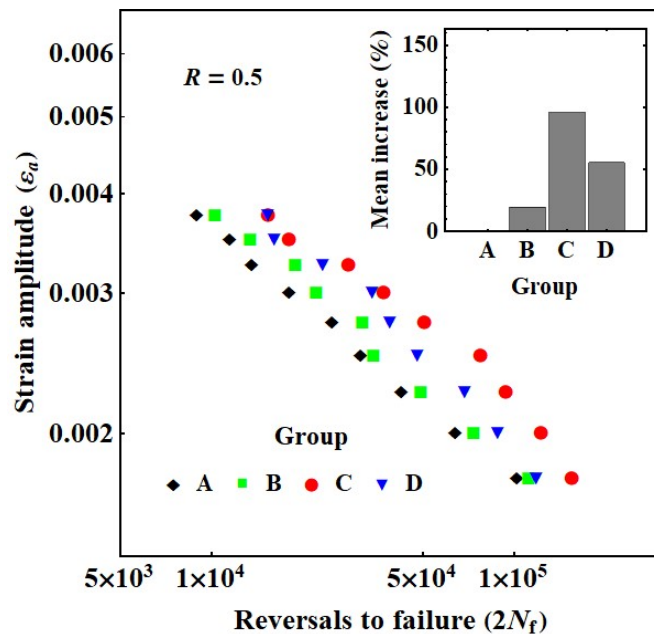 0.006
0.005
0.004
0.003
0.002
Strain amplitude (εa)
R = 0.5
150
100
50
0
Mean increase (%)
A B C D
Group
Group
A B C D
5×10³ 1×10⁴ 5×10⁴ 1×10⁵
Reversals to failure (2Nf)